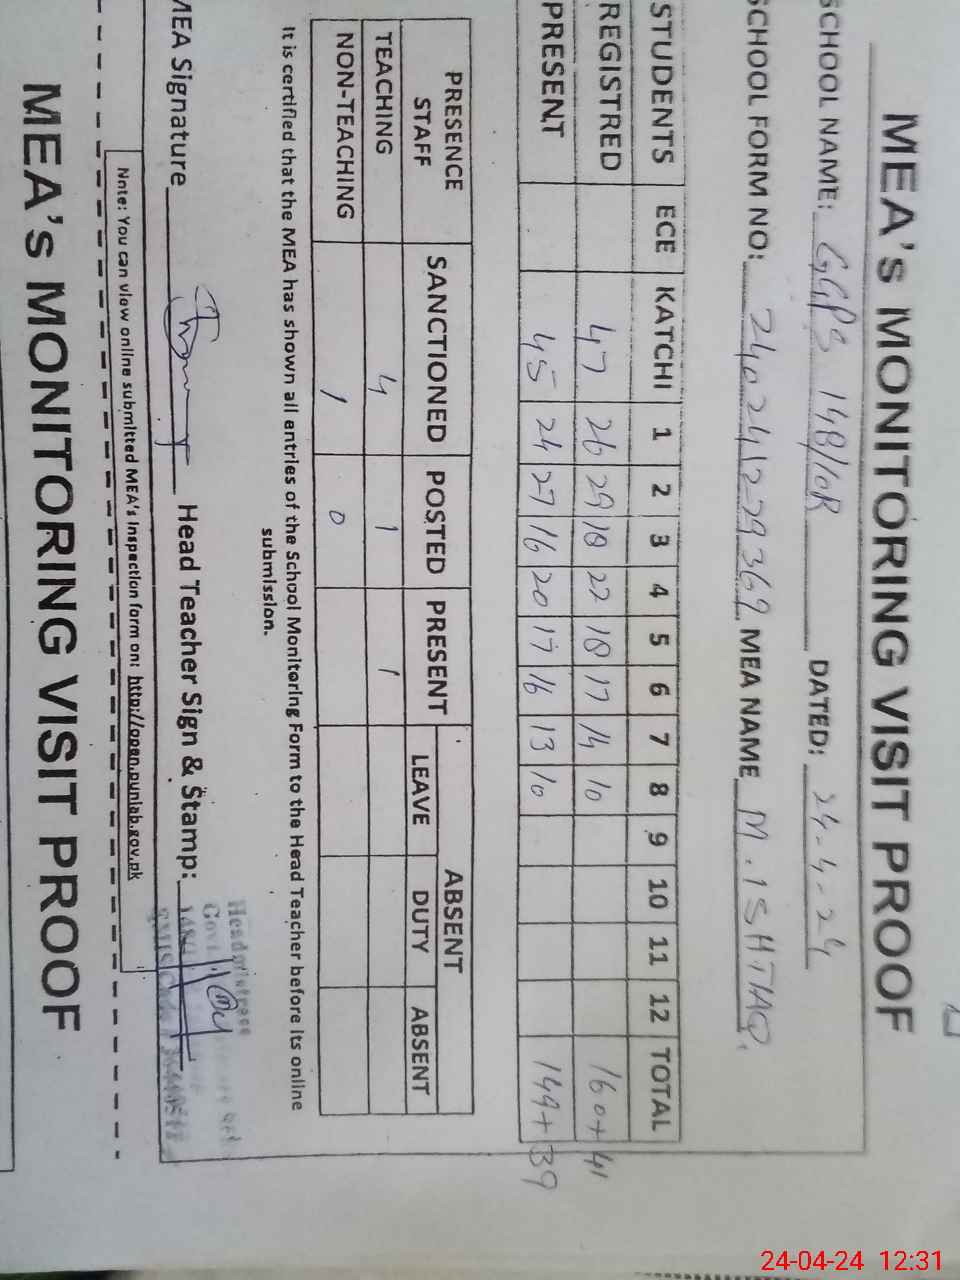 MEA's MONITORING VISIT PROOF
SCHOOL NAME: GGPS 148/10R DATED: 24-4-24
SCHOOL FORM NO: 240241229369 MEA NAME M. ISHTIAQ.
STUDENTS ECE KATCHI 1 2 3 4 5 6 7 8 9 10 11 12 TOTAL
REGISTRED 47 26 29 18 22 18 17 14 10 160+41
PRESENT 45 24 27 16 20 17 16 13 10 149+39
PRESENCE STAFF SANCTIONED POSTED PRESENT ABSENT
LEAVE DUTY ABSENT
TEACHING 4 1 1
NON-TEACHING / 0
It is certified that the MEA has shown all entries of the School Monitoring Form to the Head Teacher before its online
submission.
MEA Signature Head Teacher Sign & Stamp:
Headmistress
Note: You can view online submitted MEA's Inspection form on: http://open.punjab.gov.pk
MEA's MONITORING VISIT PROOF
24-04-24 12:31